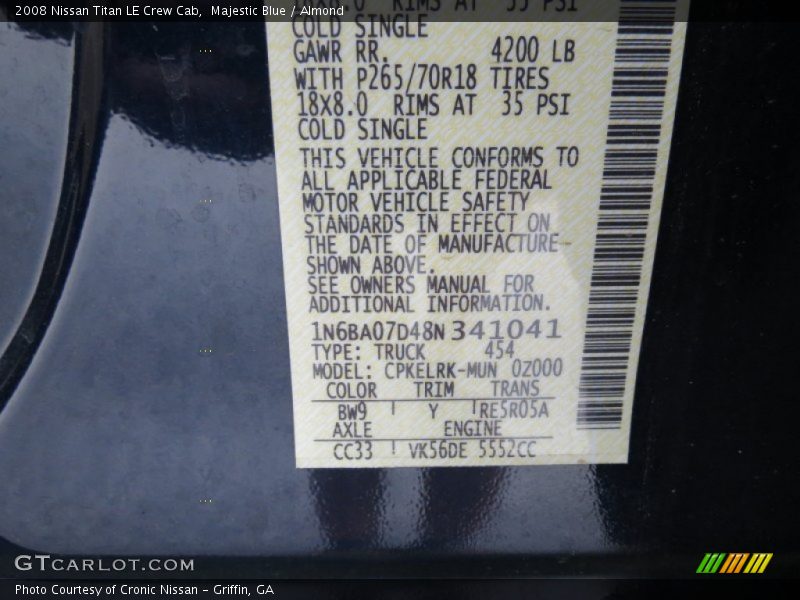 2008 Nissan Titan LE Crew Cab,  Majestic Blue / Almond
RIMS AT 35 PSI
COLD SINGLE
GAWR RR. 4200 LB
WITH P265/70R18 TIRES
18X8.0 RIMS AT 35 PSI
COLD SINGLE
THIS VEHICLE CONFORMS TO
ALL APPLICABLE FEDERAL
MOTOR VEHICLE SAFETY
STANDARDS IN EFFECT ON
THE DATE OF MANUFACTURE
SHOWN ABOVE.
SEE OWNERS MANUAL FOR
ADDITIONAL INFORMATION.
1N6BA07D48N341041
TYPE: TRUCK 454
MODEL: CPKELRK-MUN 0Z000
COLOR TRIM TRANS
BW9 Y RE5R05A
AXLE ENGINE
CC33 VK56DE 5552CC
GTCARLOT.COM
Photo Courtesy of Cronic Nissan - Griffin, GA